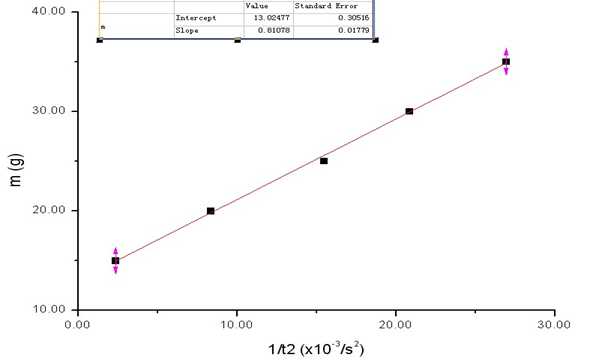 Value Standard Error
Intercept 13.02477 0.30516
m
Slope 0.81078 0.01779
40.00
30.00
20.00
10.00
m (g)
0.00 10.00 20.00 30.00
1/t2 (x10⁻³/s²)